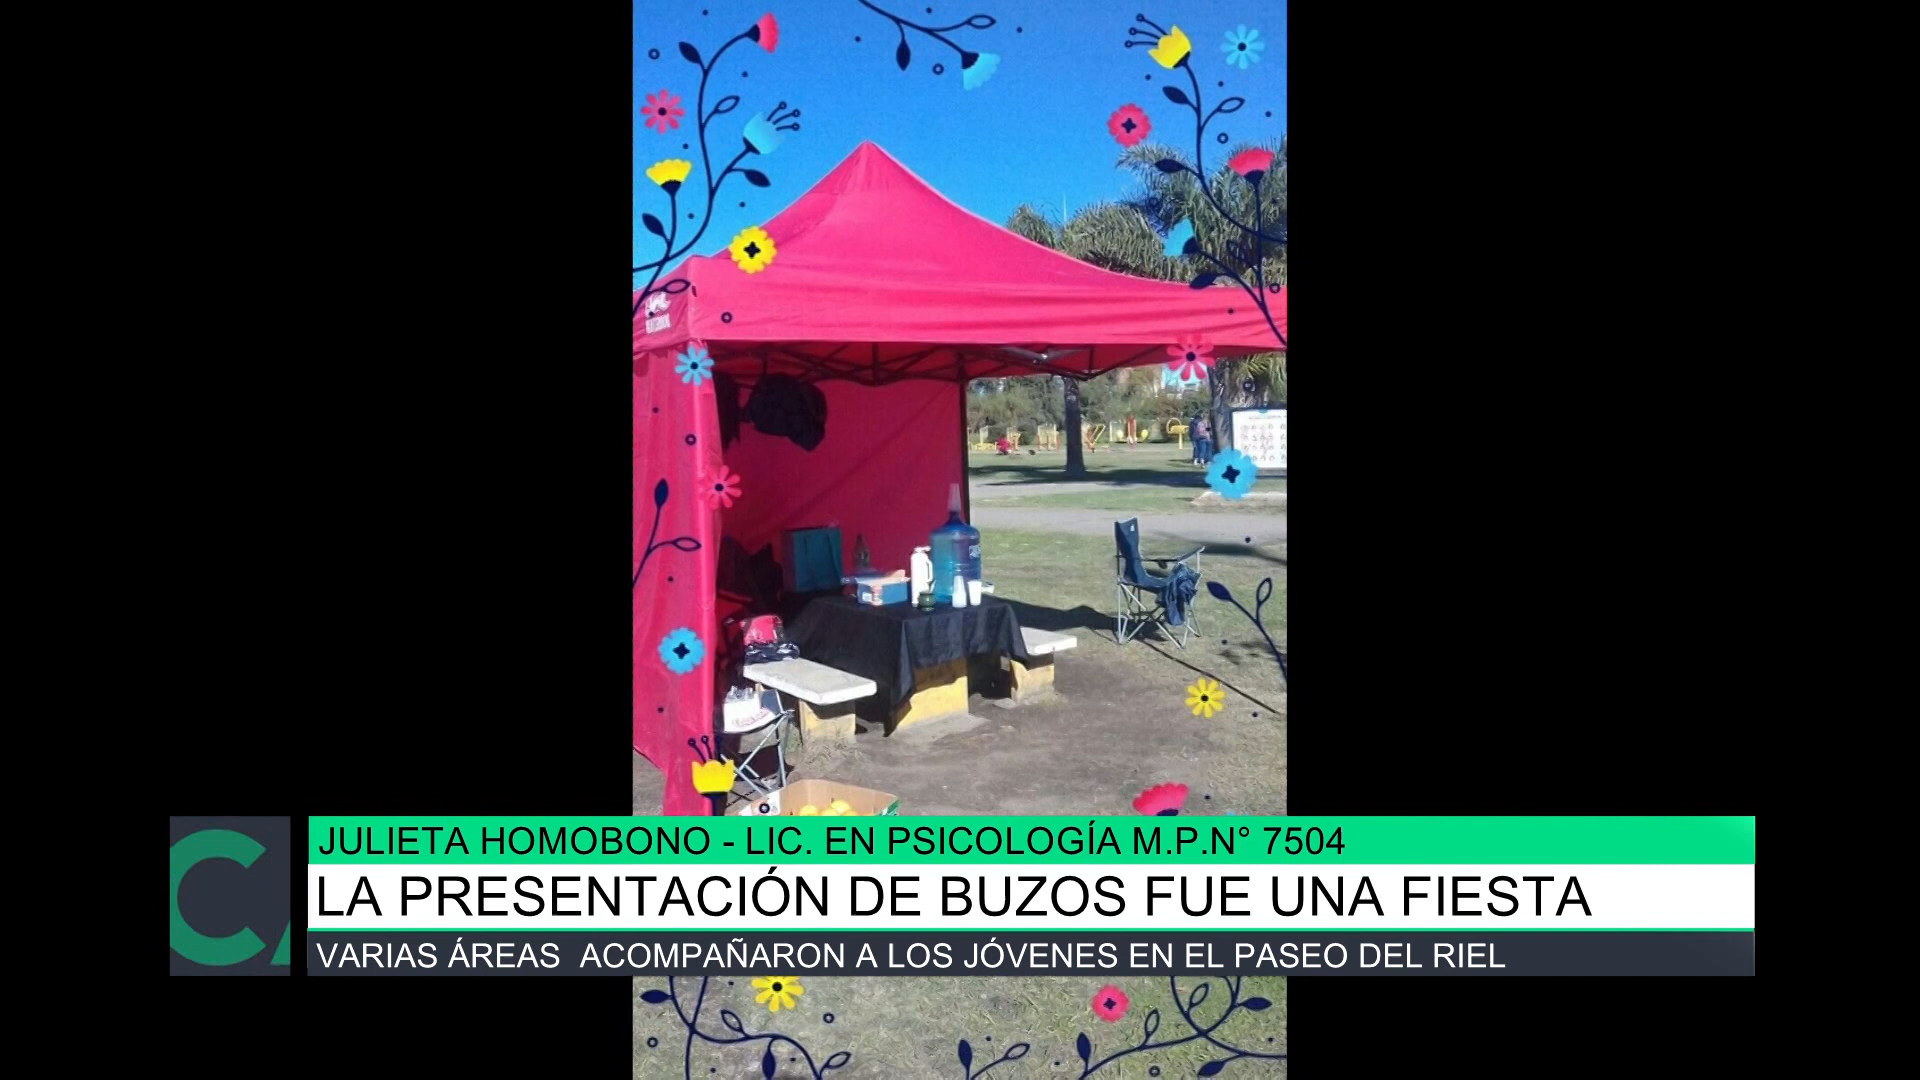 JULIETA HOMOBONO - LIC. EN PSICOLOGÍA M.P.N° 7504
LA PRESENTACIÓN DE BUZOS FUE UNA FIESTA
VARIAS ÁREAS ACOMPAÑARON A LOS JÓVENES EN EL PASEO DEL RIEL